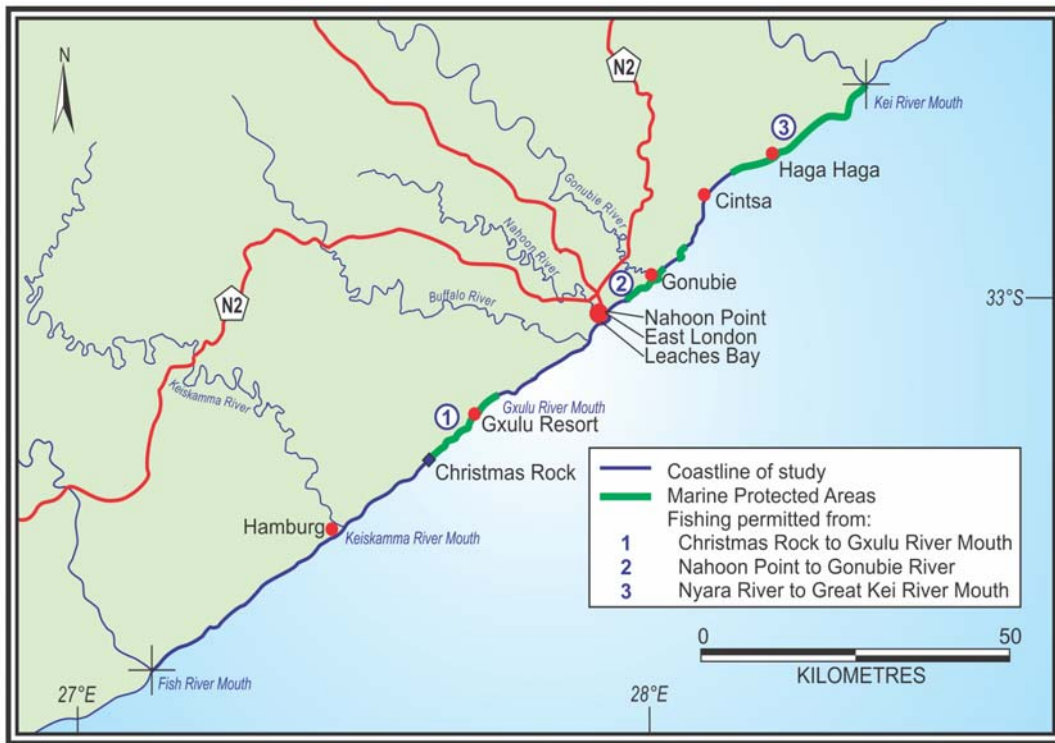 N
N2
Kei River Mouth
3
Haga Haga
Cintsa
Gonubie River
Nahoon River
2
Gonubie
33°S
N2
Buffalo River
Nahoon Point
East London
Leaches Bay
Keiskamma River
1
Gxulu River Mouth
Gxulu Resort
Christmas Rock
Hamburg
Keiskamma River Mouth
Fish River Mouth
27°E
28°E
Coastline of study
Marine Protected Areas
Fishing permitted from:
1 Christmas Rock to Gxulu River Mouth
2 Nahoon Point to Gonubie River
3 Nyara River to Great Kei River Mouth
0 50
KILOMETRES